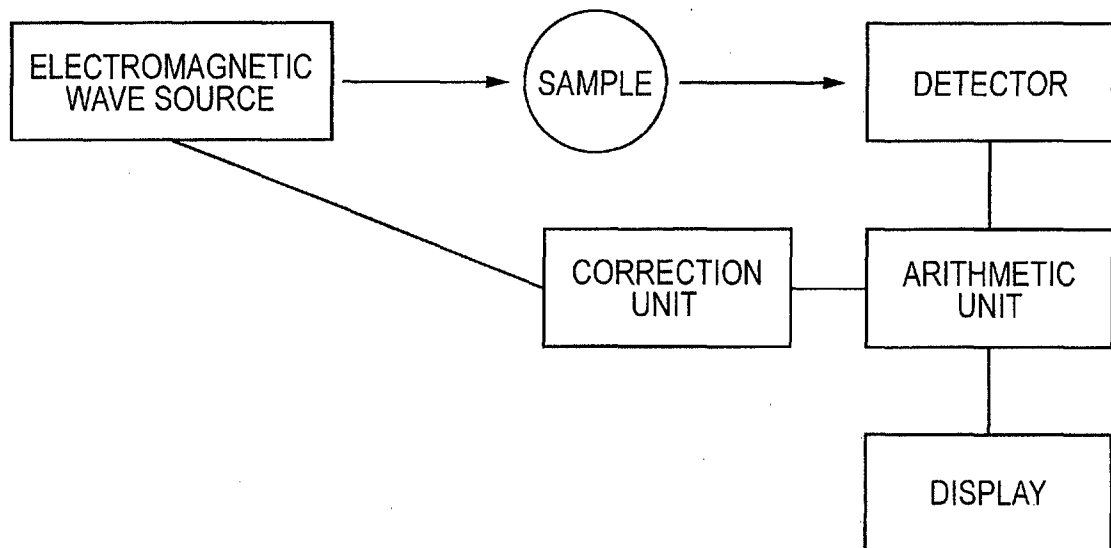 ELECTROMAGNETIC
WAVE SOURCE
SAMPLE
DETECTOR
CORRECTION
UNIT
ARITHMETIC
UNIT
DISPLAY